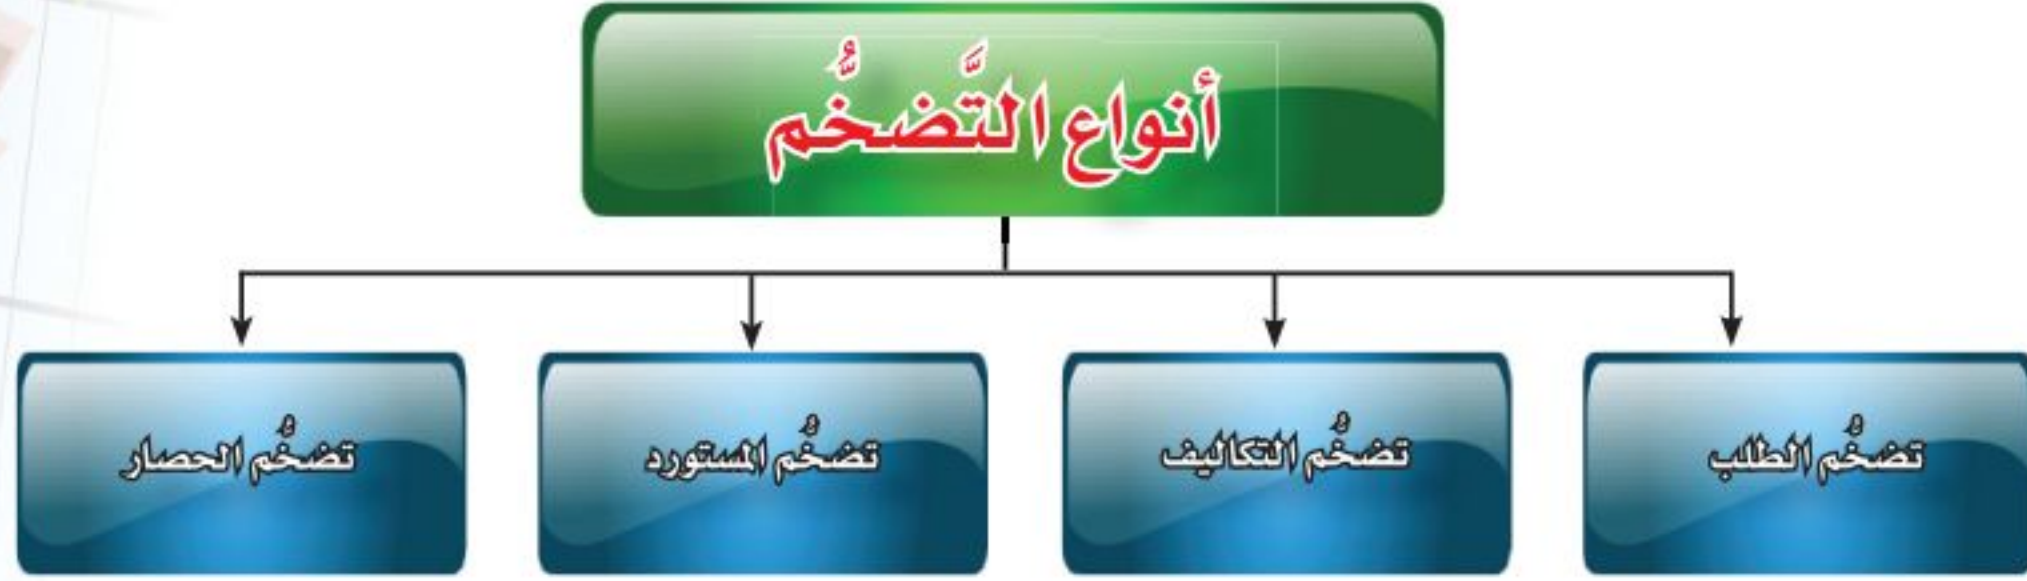 أنواع التَّضخُّم
تضخُّم الطلب
تضخُّم التكاليف
تضخُّم المستورد
تضخُّم الحصار